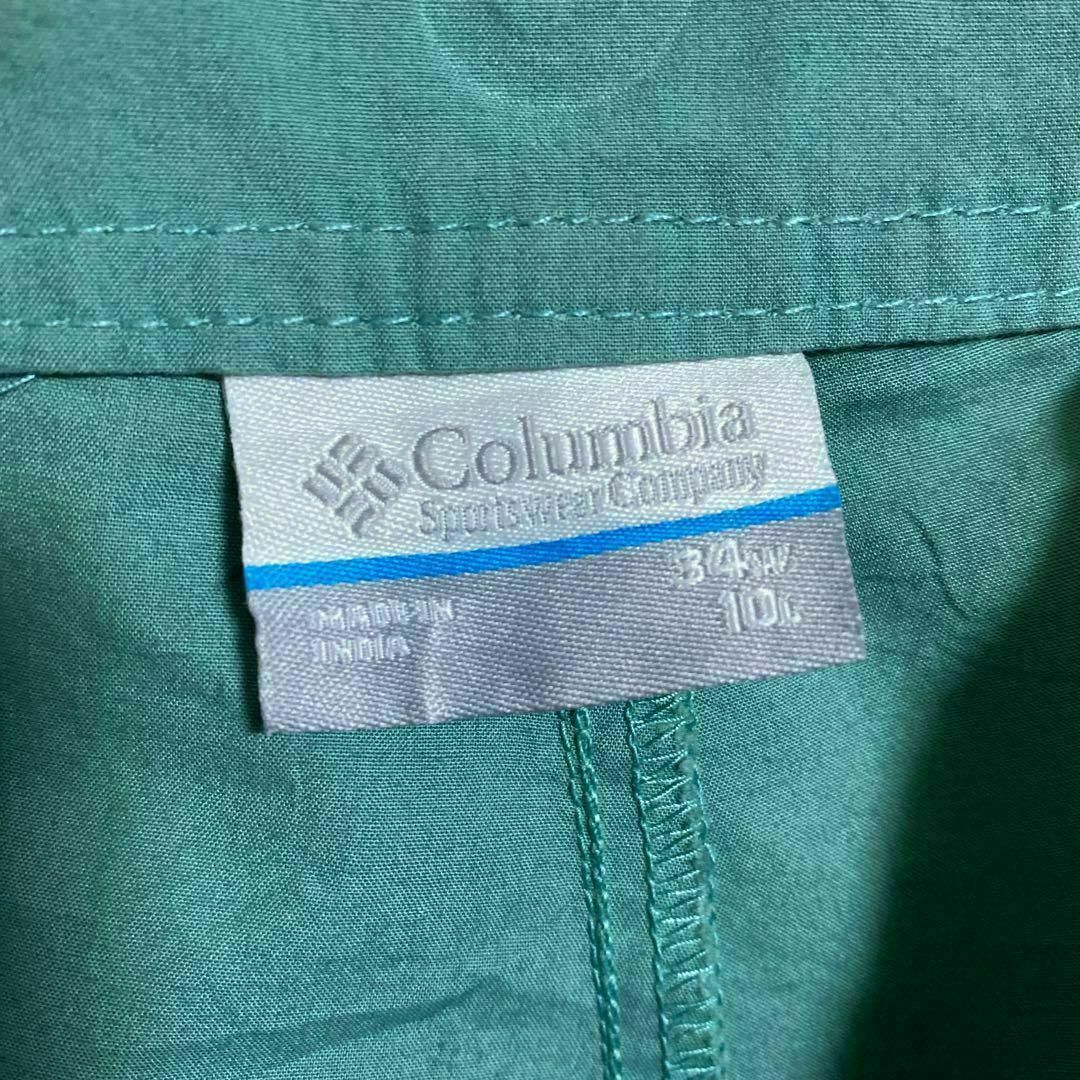 Columbia
Sportswear Company
34W
10L
MADE IN
INDIA